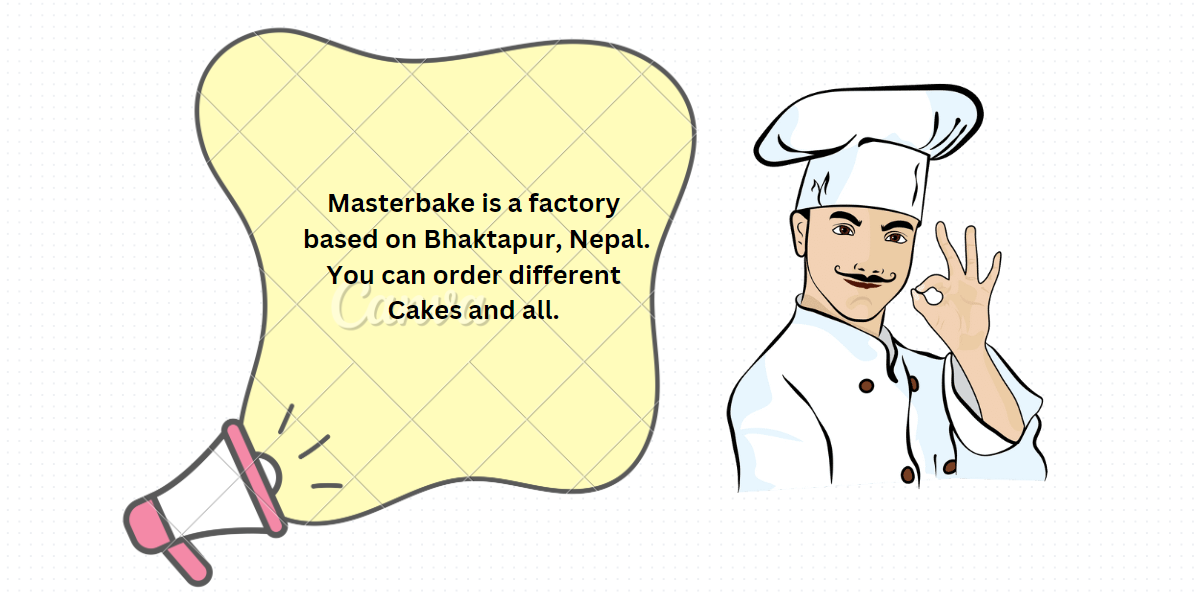 Masterbake is a factory
based on Bhaktapur, Nepal.
You can order different
Cakes and all.
Canva